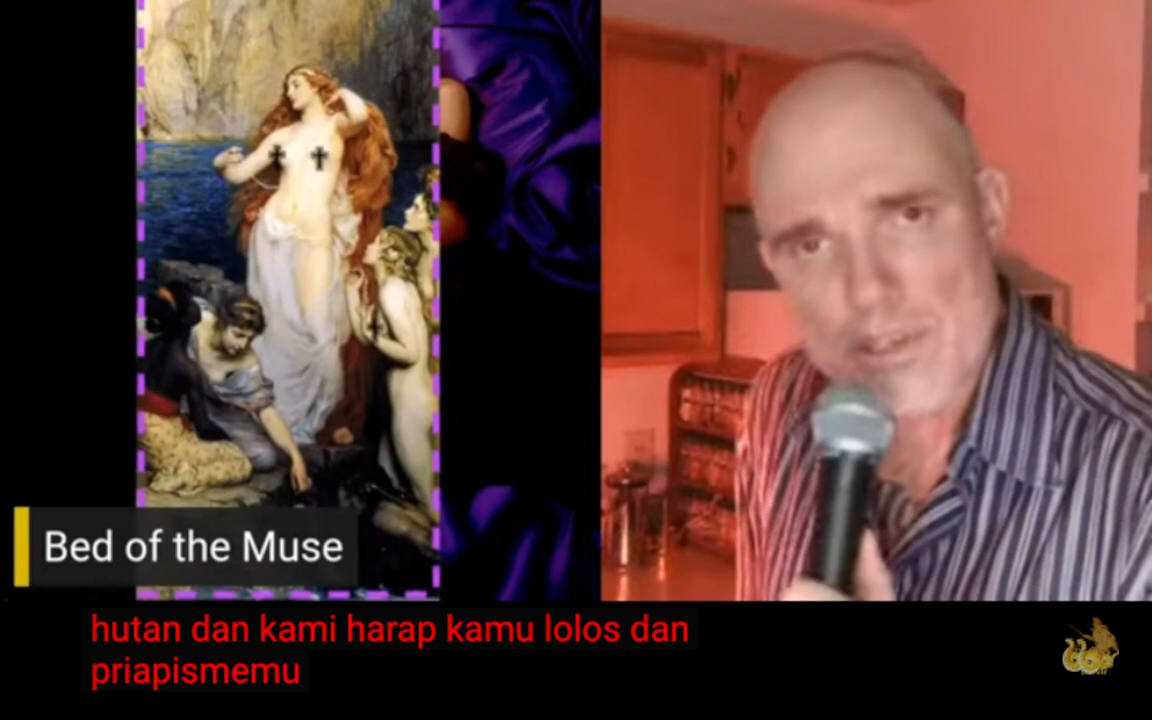 Bed of the Muse
hutan dan kami harap kamu lolos dan
priapismemu